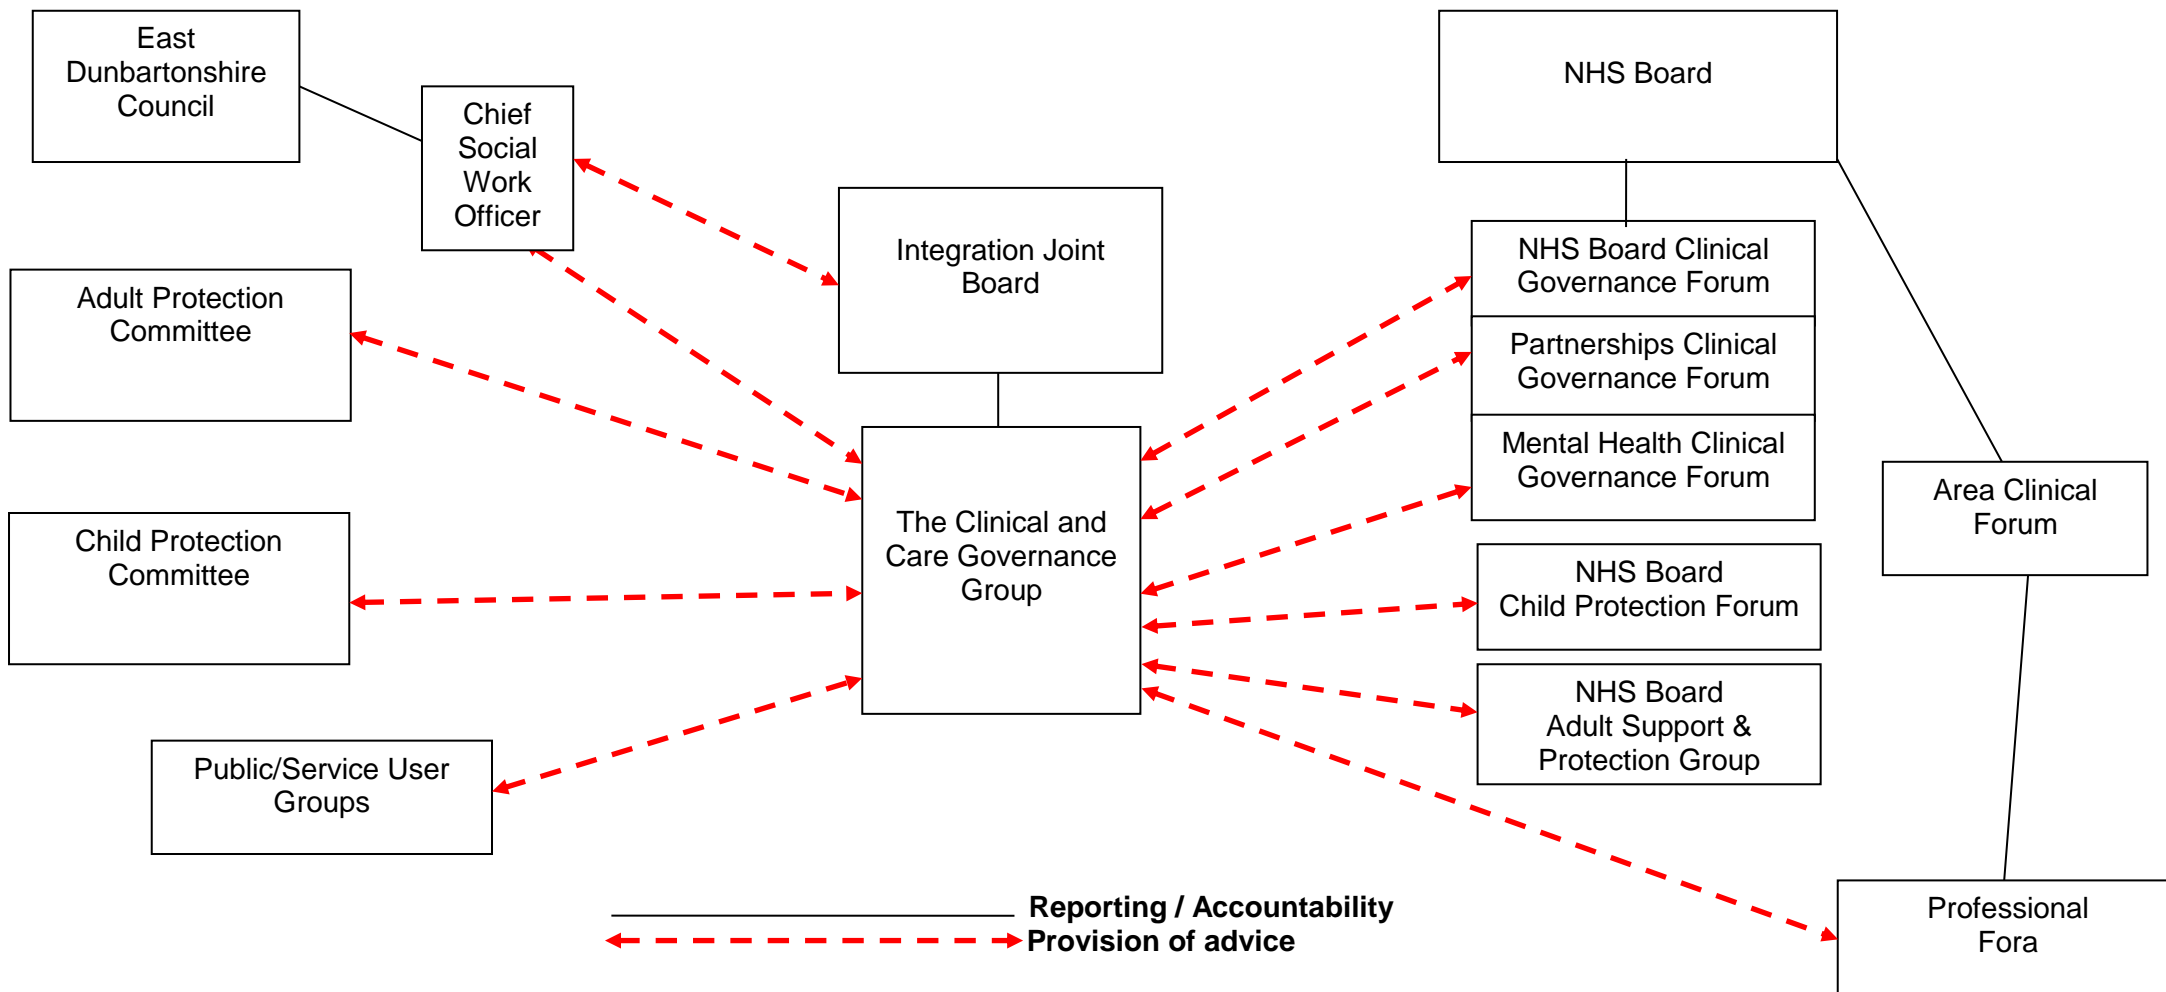 East
Dunbartonshire
Council
Chief
Social
Work
Officer
NHS Board
Integration Joint
Board
Adult Protection
Committee
NHS Board Clinical
Governance Forum
Partnerships Clinical
Governance Forum
Mental Health Clinical
Governance Forum
Area Clinical
Forum
Child Protection
Committee
The Clinical and
Care Governance
Group
NHS Board
Child Protection Forum
NHS Board
Adult Support &
Protection Group
Public/Service User
Groups
Professional
Fora
Reporting / Accountability
Provision of advice